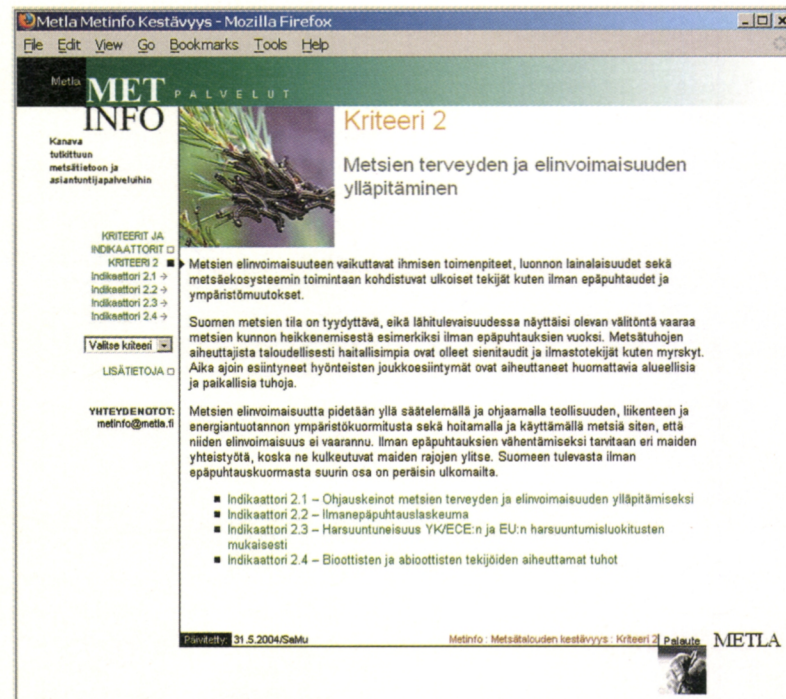 Metla Metinfo Kestävyys - Mozilla Firefox
File Edit View Go Bookmarks Tools Help
Metla MET PALVELUT
INFO
Kanava
tutkittuun
metsätietoon ja
asiantuntijapalveluihin
KRITEERIT JA
INDIKAATTORIT
KRITEERI 2
Indikaattori 2.1 →
Indikaattori 2.2 →
Indikaattori 2.3 →
Indikaattori 2.4 →
Valitse kriteeri
LISÄTIETOJA
YHTEYDENOTOT:
metinfo@metla.fi
Kriteeri 2
Metsien terveyden ja elinvoimaisuuden
ylläpitäminen
Metsien elinvoimaisuuteen vaikuttavat ihmisen toimenpiteet, luonnon lainalaisuudet sekä
metsäekosysteemin toimintaan kohdistuvat ulkoiset tekijät kuten ilman epäpuhtaudet ja
ympäristömuutokset.
Suomen metsien tila on tyydyttävä, eikä lähitulevaisuudessa näyttäisi olevan välitöntä vaaraa
metsien kunnon heikkenemisestä esimerkiksi ilman epäpuhtauksien vuoksi. Metsätuhojen
aiheuttajista taloudellisesti haitallisimpia ovat olleet sienitaudit ja ilmastotekijät kuten myrskyt.
Aika ajoin esiintyneet hyönteisten joukkoesiintymät ovat aiheuttaneet huomattavia alueellisia
ja paikallisia tuhoja.
Metsien elinvoimaisuutta pidetään yllä säätelemällä ja ohjaamalla teollisuuden, liikenteen ja
energiantuotannon ympäristökuormitusta sekä hoitamalla ja käyttämällä metsiä siten, että
niiden elinvoimaisuus ei vaarannu. Ilman epäpuhtauksien vähentämiseksi tarvitaan eri maiden
yhteistyötä, koska ne kulkeutuvat maiden rajojen ylitse. Suomeen tulevasta ilman
epäpuhtauskuormasta suurin osa on peräisin ulkomailta.
■ Indikaattori 2.1 – Ohjauskeinot metsien terveyden ja elinvoimaisuuden ylläpitämiseksi
■ Indikaattori 2.2 – Ilmanepäpuhtauslaskeuma
■ Indikaattori 2.3 – Harsuuntuneisuus YK/ECE:n ja EU:n harsuuntumisluokitusten
mukaisesti
■ Indikaattori 2.4 – Bioottisten ja abioottisten tekijöiden aiheuttamat tuhot
Päivitetty: 31.5.2004/SaMu Metinfo : Metsätalouden kestävyys : Kriteeri 2 Palaute METLA